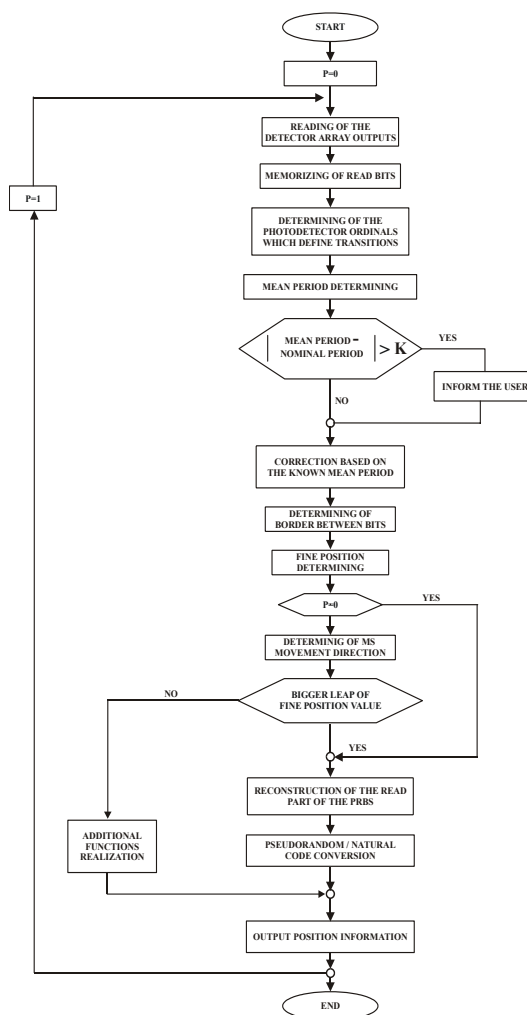 START
P=0
READING OF THE
DETECTOR ARRAY OUTPUTS
MEMORIZING OF READ BITS
P=1
DETERMINING OF THE
PHOTODETECTOR ORDINALS
WHICH DEFINE TRANSITIONS
MEAN PERIOD DETERMINING
| MEAN PERIOD -
NOMINAL PERIOD | > K
YES
INFORM THE USER
NO
CORRECTION BASED ON
THE KNOWN MEAN PERIOD
DETERMINING OF
BORDER BETWEEN BITS
FINE POSITION
DETERMINING
P=0
YES
DETERMINIG OF MS
MOVEMENT DIRECTION
NO
BIGGER LEAP OF
FINE POSITION VALUE
YES
RECONSTRUCTION OF THE READ
PART OF THE PRBS
ADDITIONAL
FUNCTIONS
REALIZATION
PSEUDORANDOM / NATURAL
CODE CONVERSION
OUTPUT POSITION INFORMATION
END